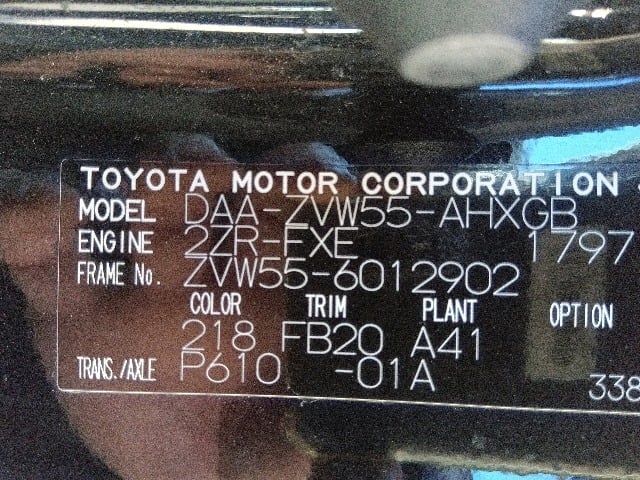 TOYOTA MOTOR CORPORATION
MODEL DAA-ZVW55-AHXGB
ENGINE 2ZR-FXE 1797
FRAME No. ZVW55-6012902
COLOR TRIM PLANT OPTION
218 FB20 A41
TRANS./AXLE P610 -01A
338